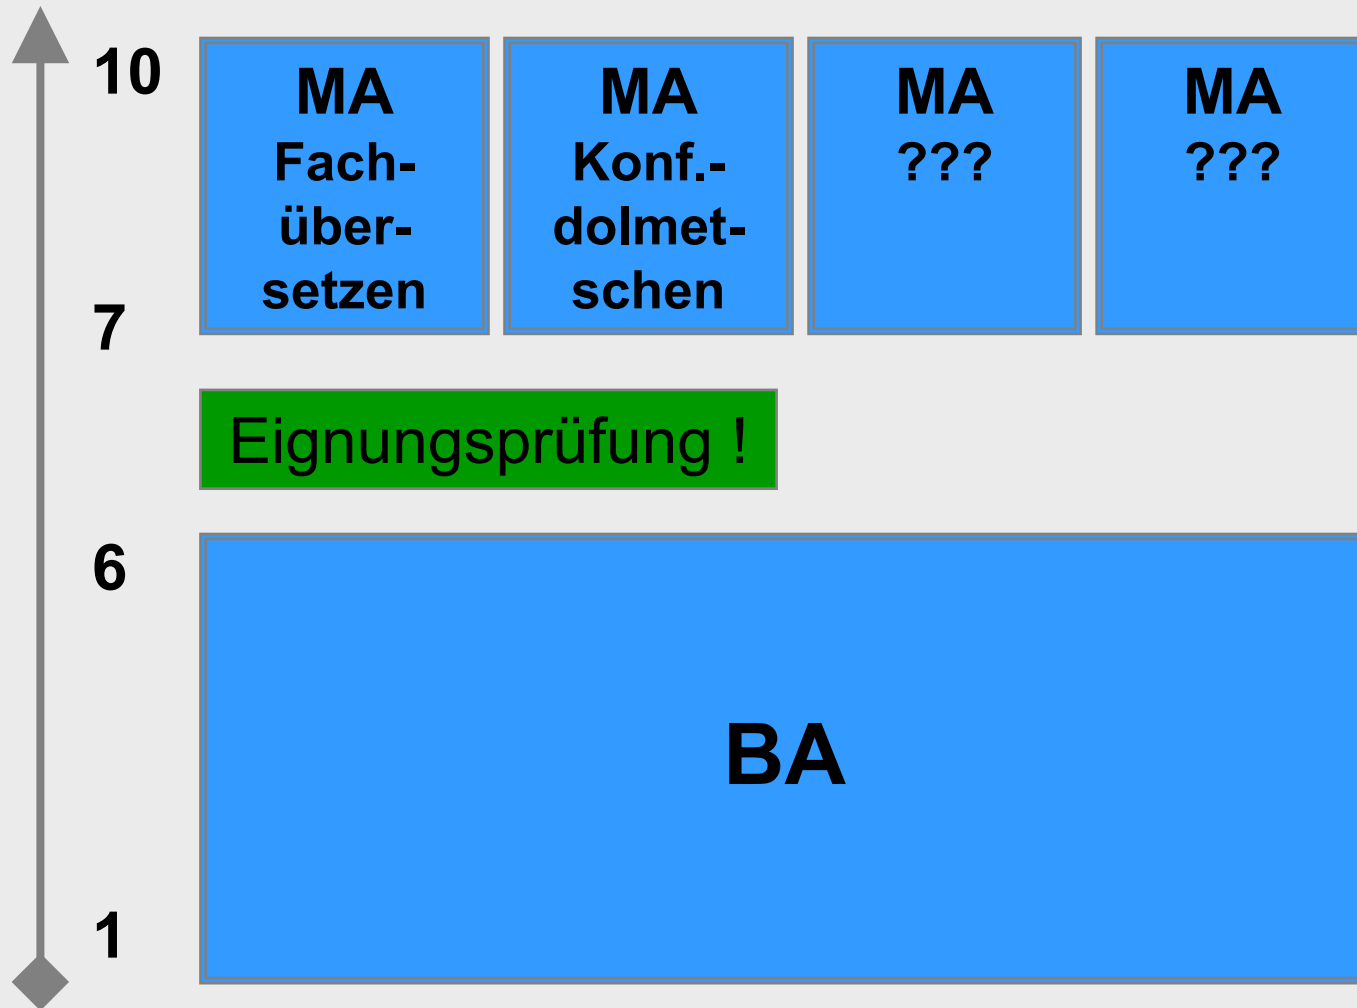 10
MA
Fach-
über-
setzen
MA
Konf.-
dolmet-
schen
MA
???
MA
???
7
Eignungsprüfung !
6
BA
1